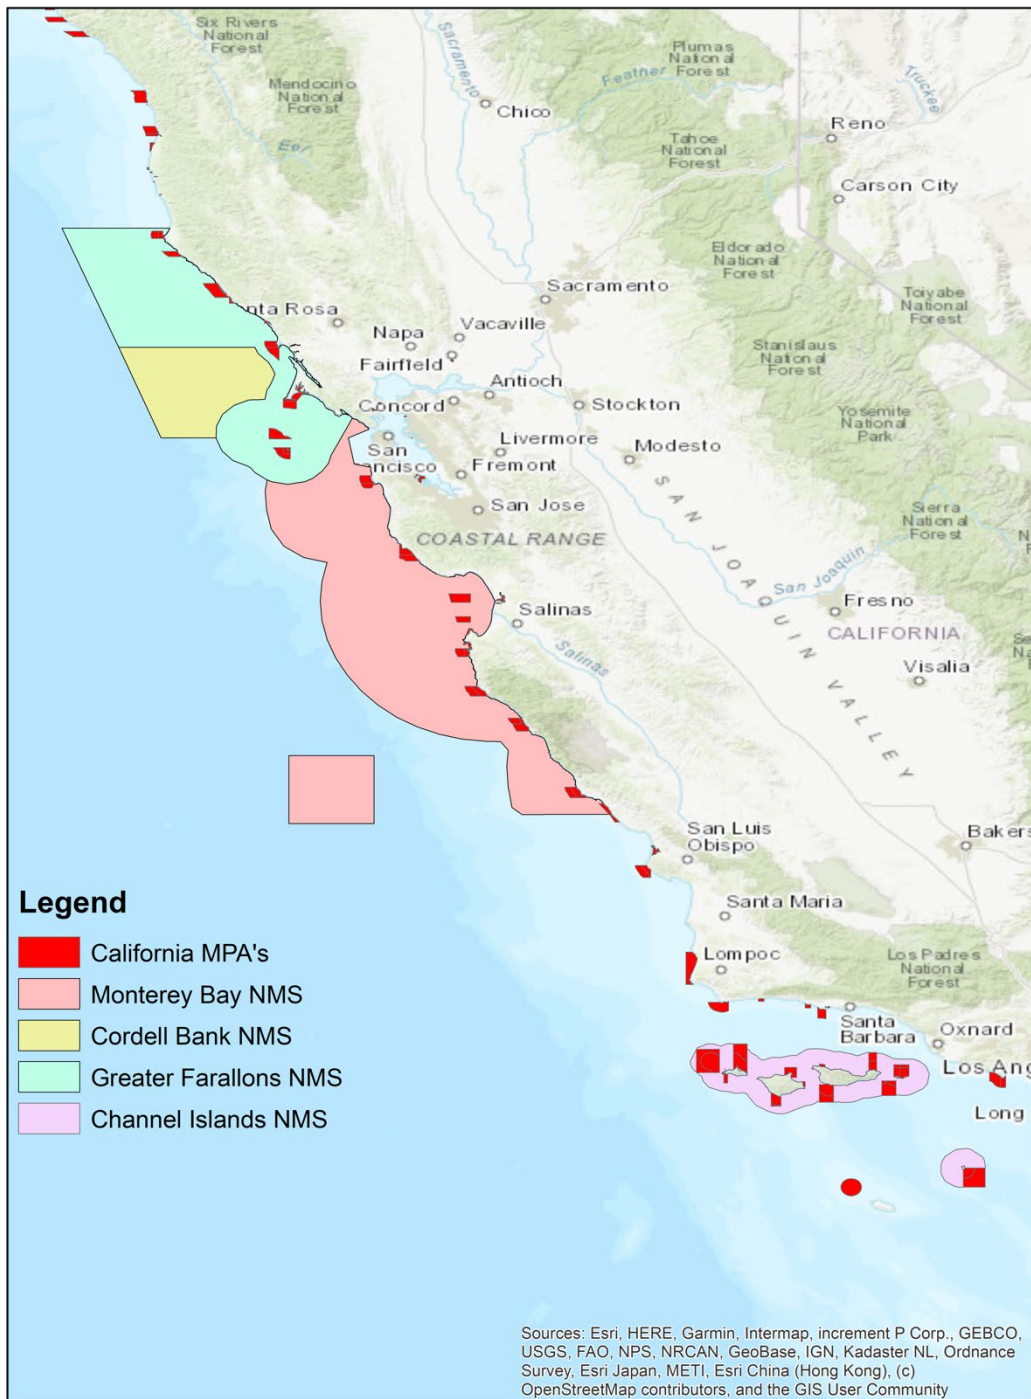 Six Rivers
National
Forest
Sacramento
Plumas
National
Forest
Mendocino
National
Forest
Feather
Truckee
Chico
Reno
Tahoe
National
Forest
Eel
Carson City
Eldorado
National
Forest
Sacramento
Toiyabe
National
Forest
nta Rosa
Napa
Vacaville
Fairfield
Stanislaus
National
Forest
Antioch
Concord
Stockton
Yosemite
National
Park
San
ancisco
Livermore
Modesto
Fremont
San Jose
Sierra
National
Forest
COASTAL RANGE
SAN JOAQUIN VALLEY
San Joaquin
Salinas
Fresno
CALIFORNIA
Salinas
Visalia
San Luis
Obispo
Bakers
Santa Maria
Lompoc
Los Padres
National
Forest
Santa
Barbara
Oxnard
Los Ang
Long
Legend
California MPA's
Monterey Bay NMS
Cordell Bank NMS
Greater Farallons NMS
Channel Islands NMS
Sources: Esri, HERE, Garmin, Intermap, increment P Corp., GEBCO,
USGS, FAO, NPS, NRCAN, GeoBase, IGN, Kadaster NL, Ordnance
Survey, Esri Japan, METI, Esri China (Hong Kong), (c)
OpenStreetMap contributors, and the GIS User Community